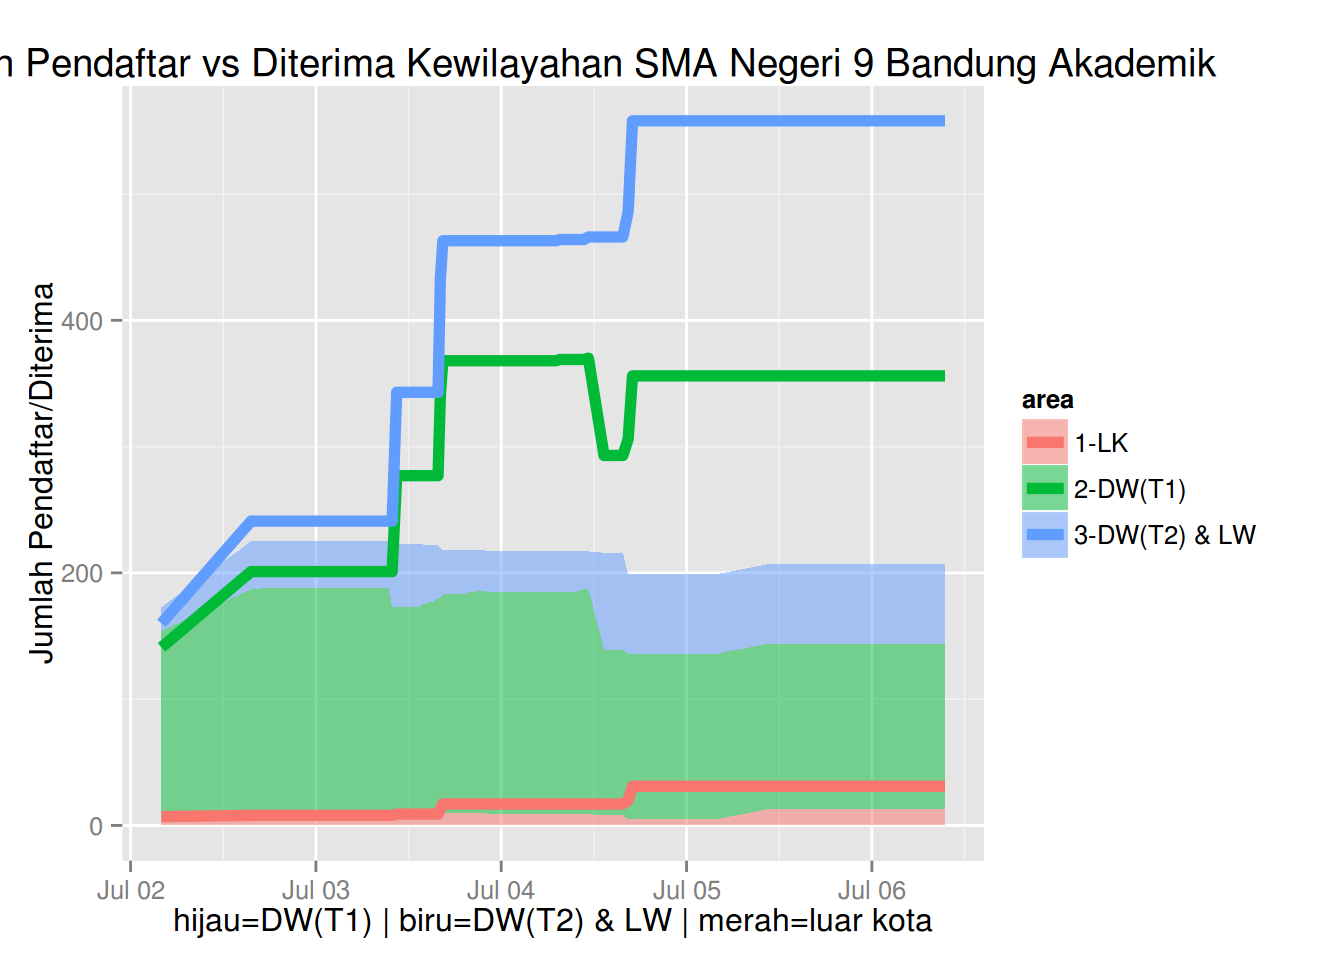 Pendaftar vs Diterima Kewilayahan SMA Negeri 9 Bandung Akademik
Jumlah Pendaftar/Diterima
400
200
0
Jul 02
Jul 03
Jul 04
Jul 05
Jul 06
hijau=DW(T1) | biru=DW(T2) & LW | merah=luar kota
area
1-LK
2-DW(T1)
3-DW(T2) & LW